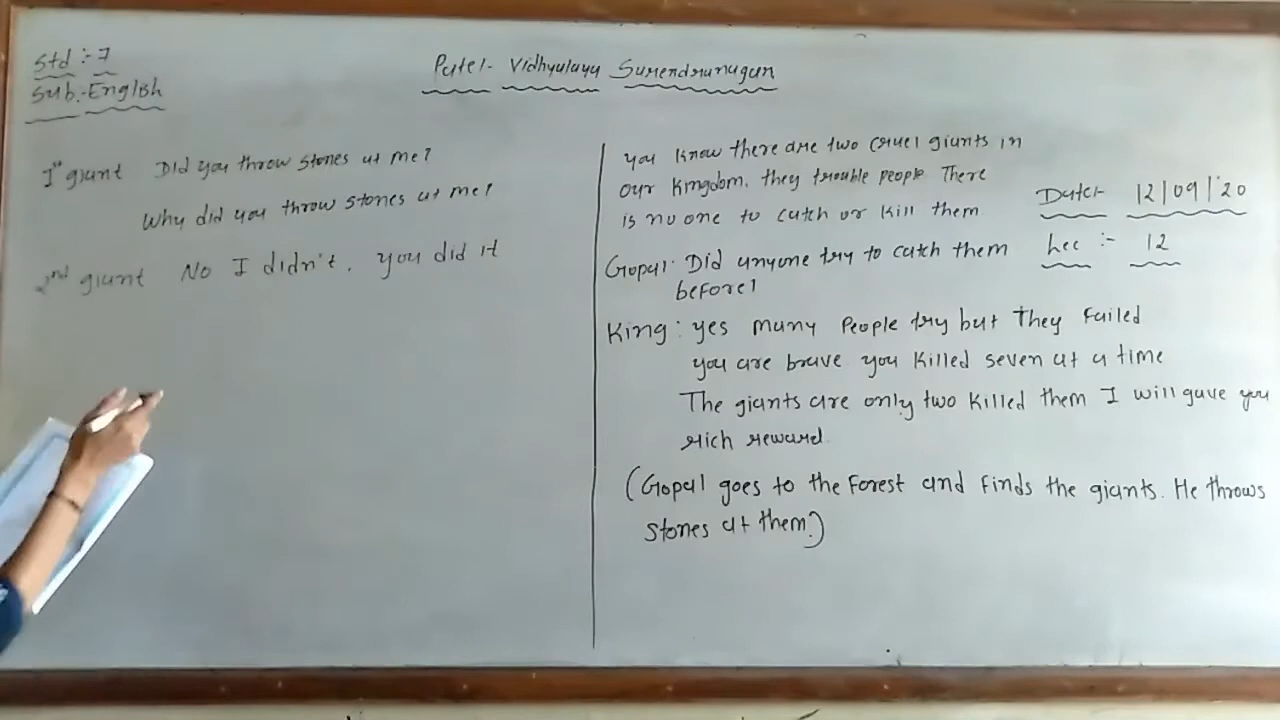 Std :- 7
Sub:- English
Patel- Vidhyalaya Surendranagar
1st giant Did you throw stones at me?
Why did you throw stones at me?
2nd giant No I didn't. you did it
you know there are two cruel giants in
our kingdom. they trouble people There
is no one to catch or kill them
Gopal: Did anyone try to catch them
before?
King: yes many people try but They failed
you are brave you killed seven at a time
The giants are only two killed them I will gave you
rich reward.
(Gopal goes to the forest and finds the giants. He throws
stones at them.)
Date:- 12/09/'20
Lec :- 12